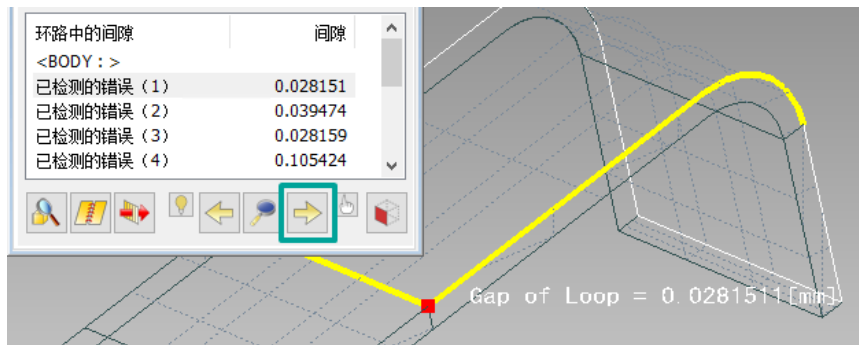 环路中的间隙 间隙
<BODY : >
已检测的错误（1） 0.028151
已检测的错误（2） 0.039474
已检测的错误（3） 0.028159
已检测的错误（4） 0.105424
Gap of Loop = 0.0281511[mm]